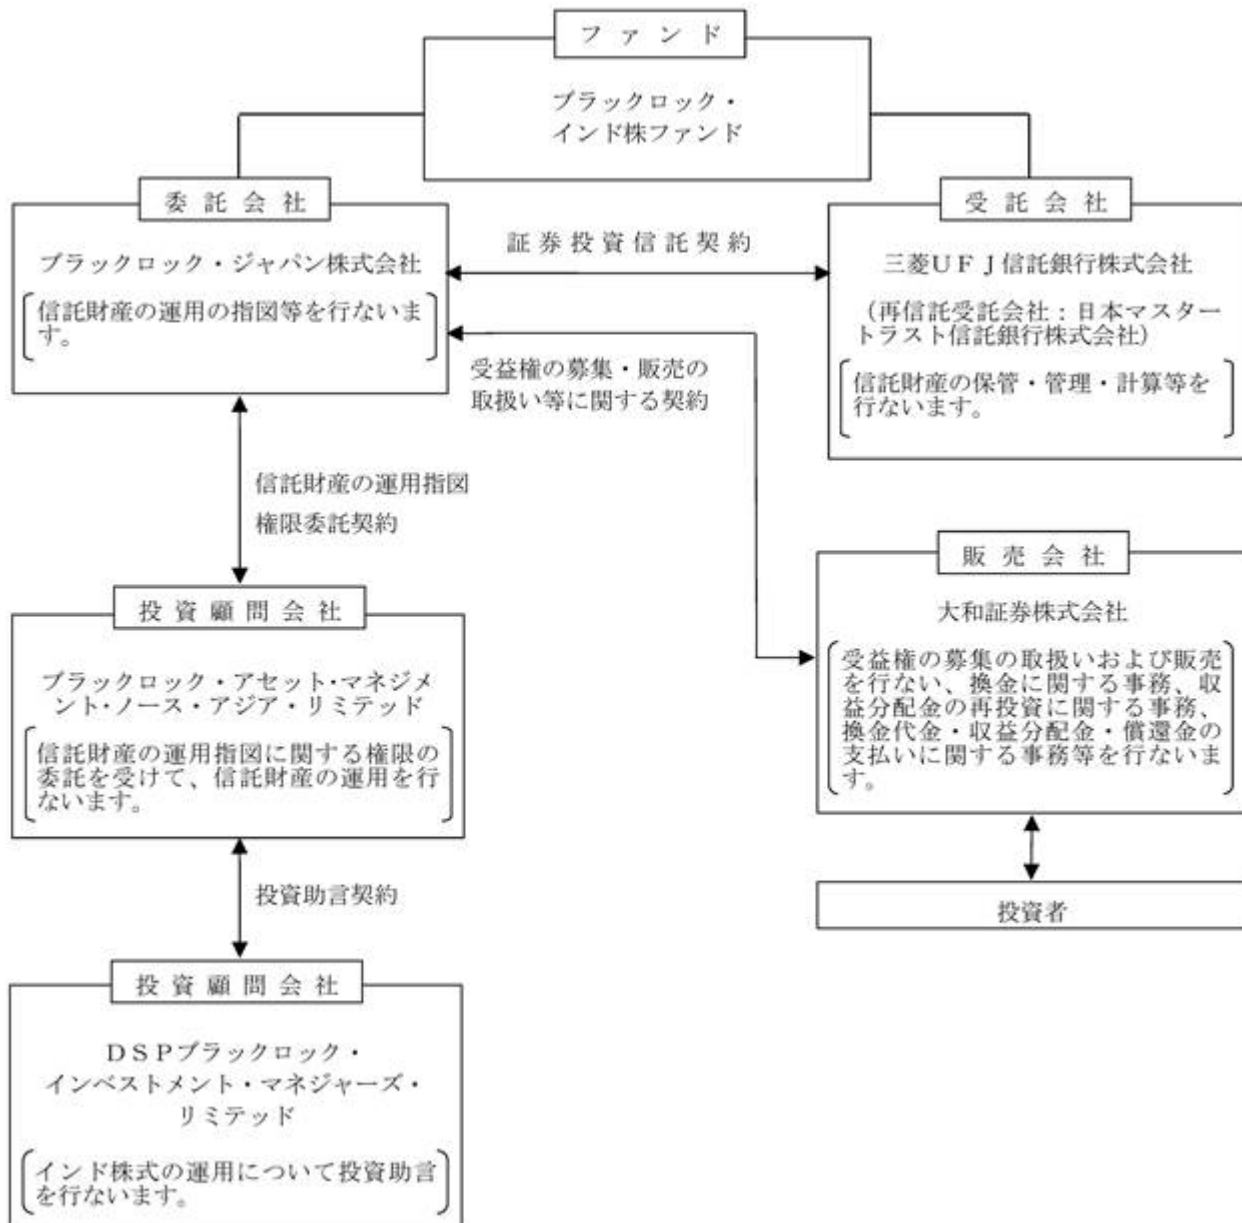 ファンド
ブラックロック・
インド株ファンド
委託会社
ブラックロック・ジャパン株式会社
信託財産の運用の指図等を行ないま
す。
証券投資信託契約
受託会社
三菱ＵＦＪ信託銀行株式会社
（再信託受託会社：日本マスター
トラスト信託銀行株式会社）
信託財産の保管・管理・計算等を
行ないます。
受益権の募集・販売の
取扱い等に関する契約
信託財産の運用指図
権限委託契約
販売会社
大和証券株式会社
受益権の募集の取扱いおよび販売
を行ない、換金に関する事務、収
益分配金の再投資に関する事務、
換金代金・収益分配金・償還金の
支払いに関する事務等を行ないま
す。
投資者
投資顧問会社
ブラックロック・アセット・マネジメ
ント・ノース・アジア・リミテッド
信託財産の運用指図に関する権限の
委託を受けて、信託財産の運用を行
ないます。
投資助言契約
投資顧問会社
ＤＳＰブラックロック・
インベストメント・マネジャーズ・
リミテッド
インド株式の運用について投資助言
を行ないます。